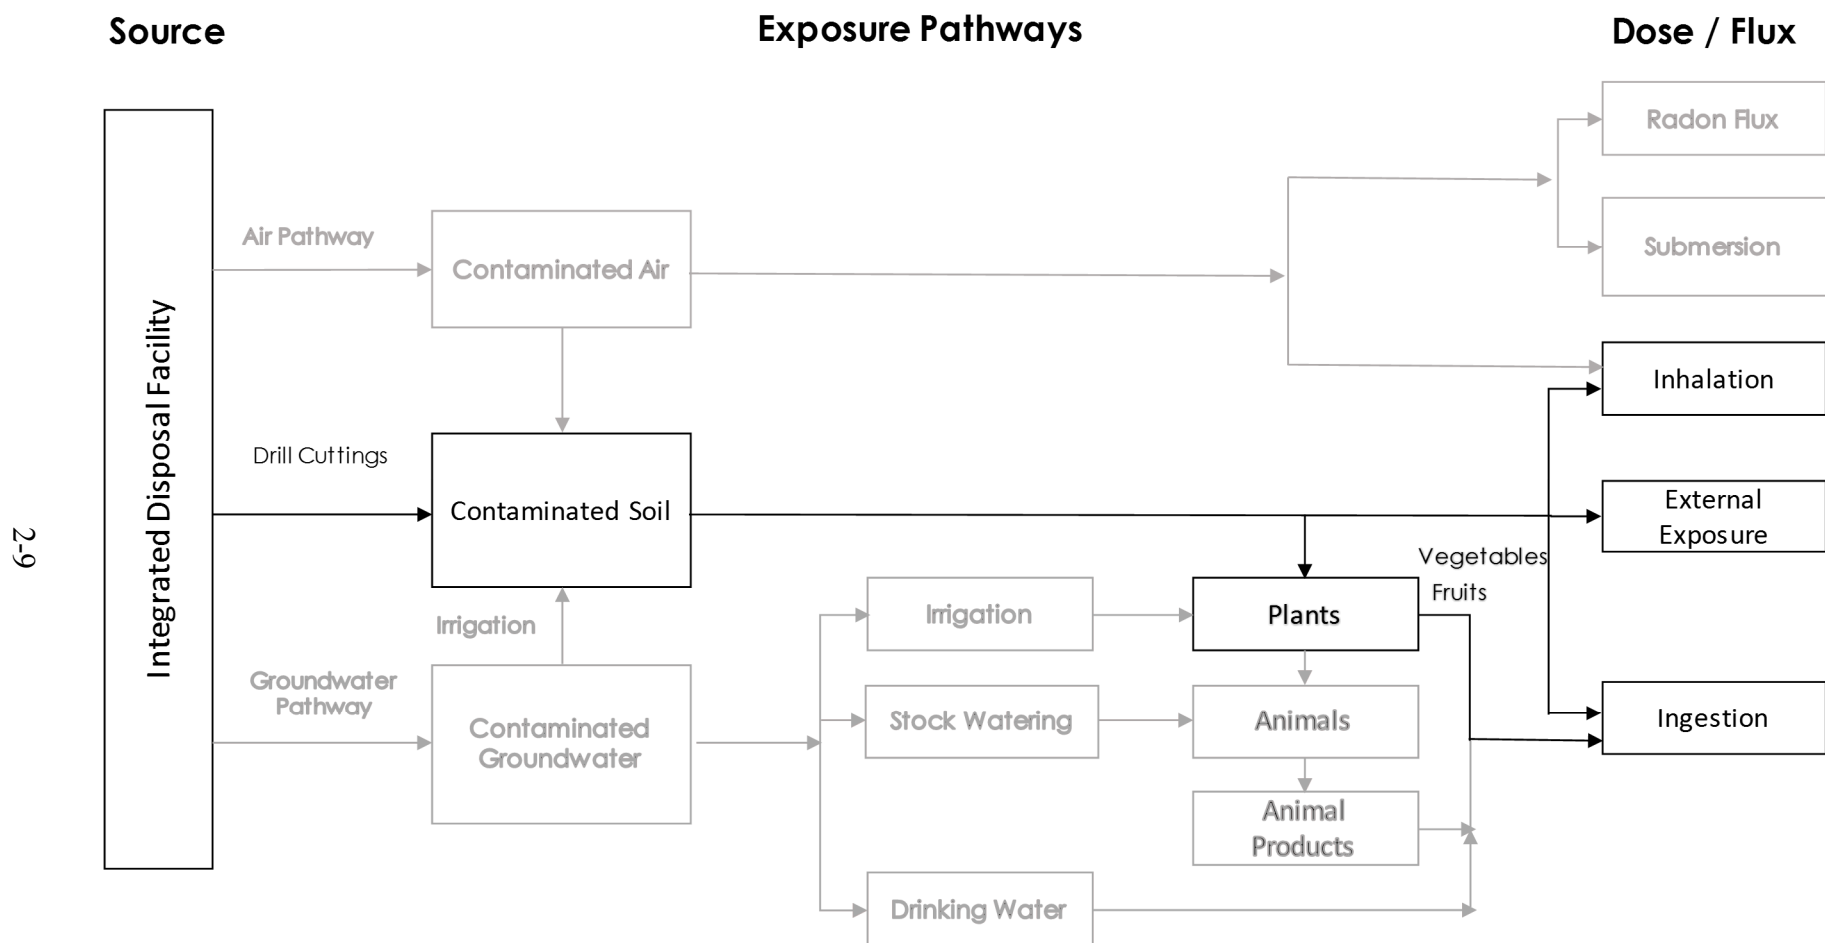 Source
Exposure Pathways
Dose / Flux
Radon Flux
Submersion
Air Pathway
Contaminated Air
Inhalation
Integrated Disposal Facility
Drill Cuttings
Contaminated Soil
External
Exposure
Vegetables
Fruits
2-9
Irrigation
Irrigation
Plants
Groundwater
Pathway
Contaminated
Groundwater
Stock Watering
Animals
Ingestion
Animal
Products
Drinking Water